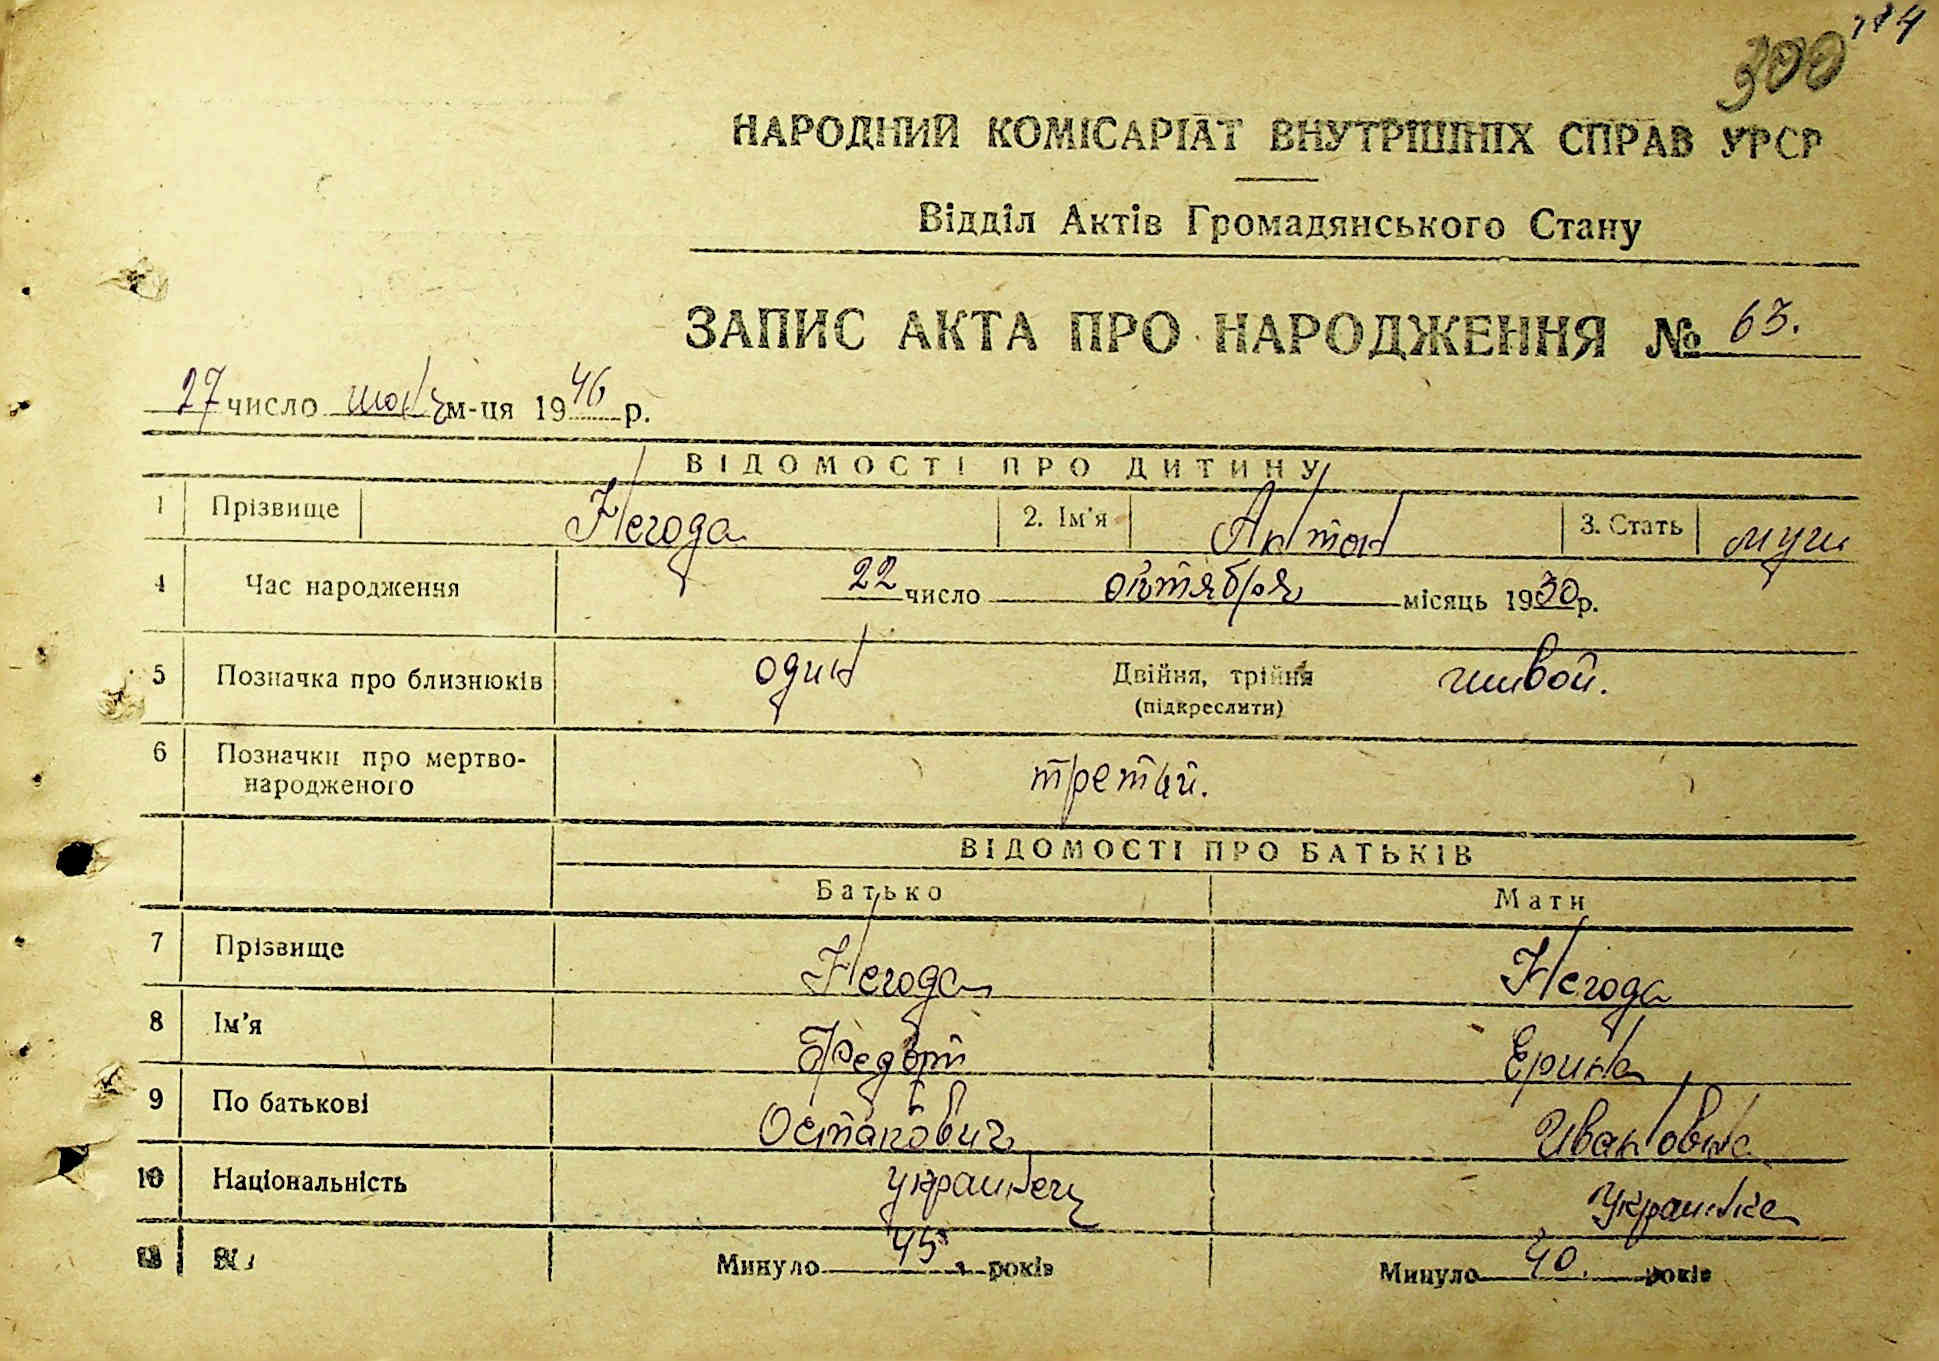 300
НАРОДНИЙ КОМІСАРІАТ ВНУТРІШНІХ СПРАВ УРСР
Відділ Актів Громадянського Стану
ЗАПИС АКТА ПРО НАРОДЖЕННЯ № 63.
27 число м-ця 1946 р.
ВІДОМОСТІ ПРО ДИТИНУ
1 Прізвище Негода 2. Ім'я Антон 3. Стать муж
4 Час народження 22 число октября місяць 1930 р.
5 Позначка про близнюків один Двійня, трійня живой.
(підкреслити)
6 Позначки про мертво-
народженого третий.
ВІДОМОСТІ ПРО БАТЬКІВ
Батько Мати
7 Прізвище Негода Негода
8 Ім'я Ерина
9 По батькові Остапович Ивановна
10 Національність украинец Украинка
Минуло 45 років Минуло 40. років